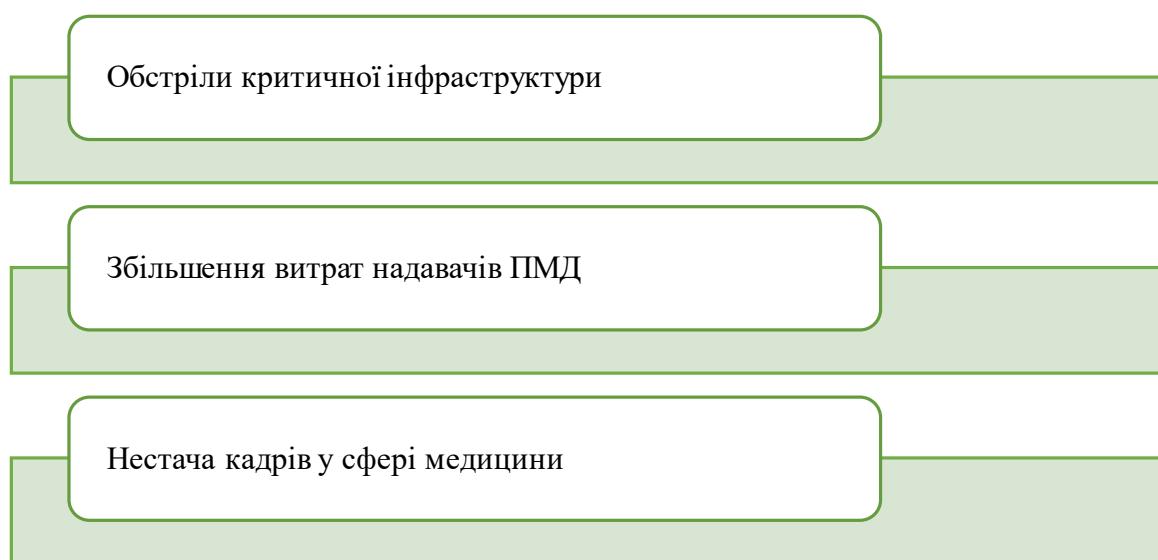 Обстріли критичної інфраструктури
Збільшення витрат надавачів ПМД
Нестача кадрів у сфері медицини